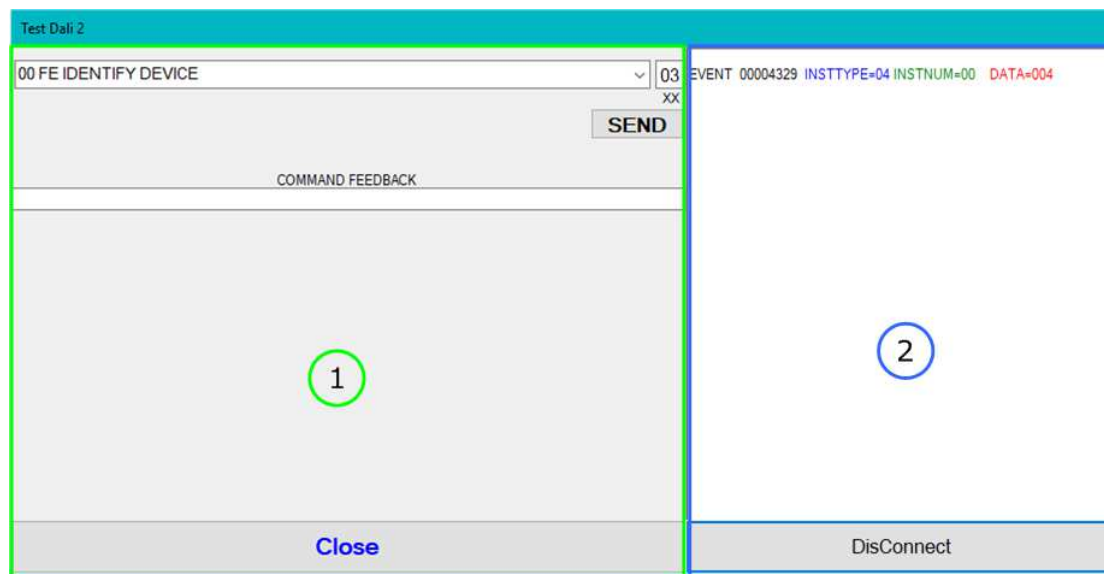 Test Dali 2
00 FE IDENTIFY DEVICE
03
XX
SEND
COMMAND FEEDBACK
1
Close
EVENT 00004329 INSTTYPE=04 INSTNUM=00 DATA=004
2
DisConnect